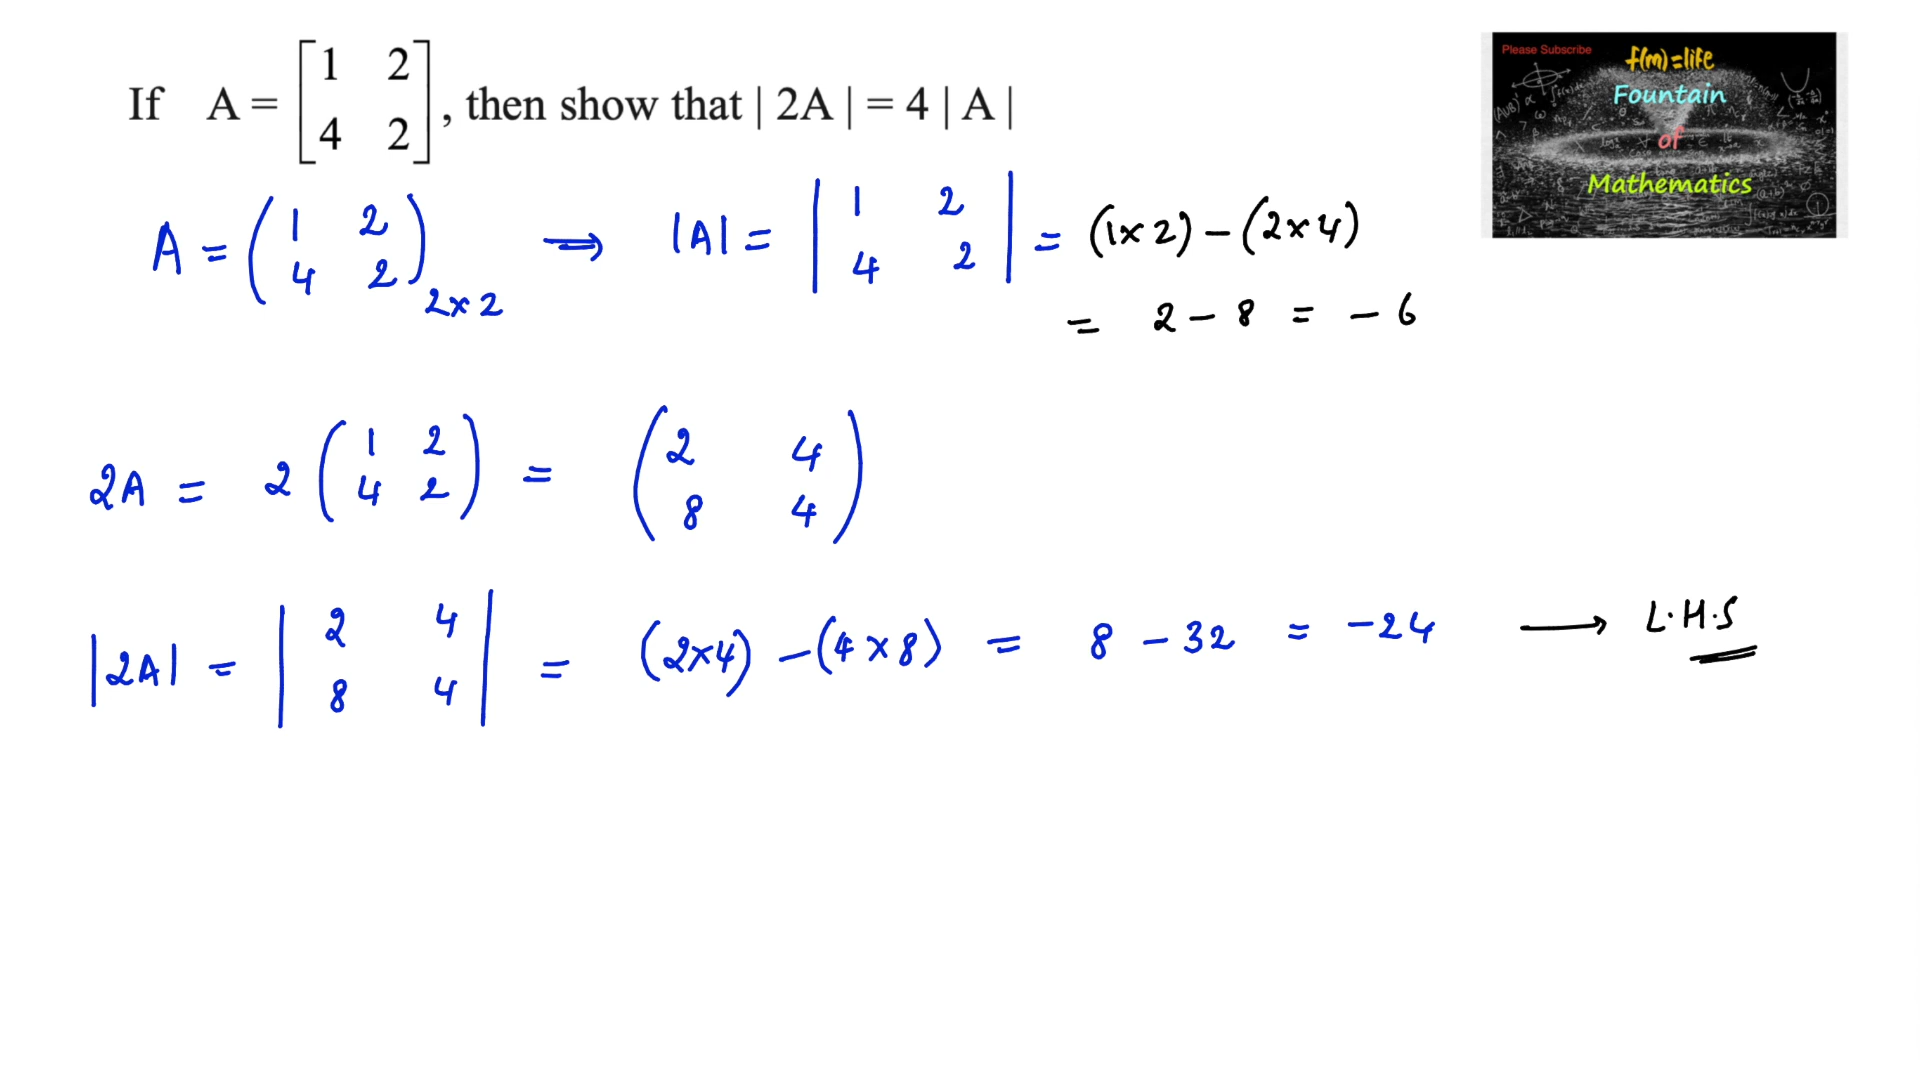 If A = [1 2
4 2], then show that | 2A | = 4 | A |
Please Subscribe
f(m)=life
Fountain
of
Mathematics
A = (1 2
4 2)2×2 ⇒ |A| = |1 2
4 2| = (1×2) − (2×4)
= 2 − 8 = − 6
2A = 2 (1 2
4 2) = (2 4
8 4)
|2A| = |2 4
8 4| = (2×4) − (4×8) = 8 − 32 = −24 ⟶ L.H.S